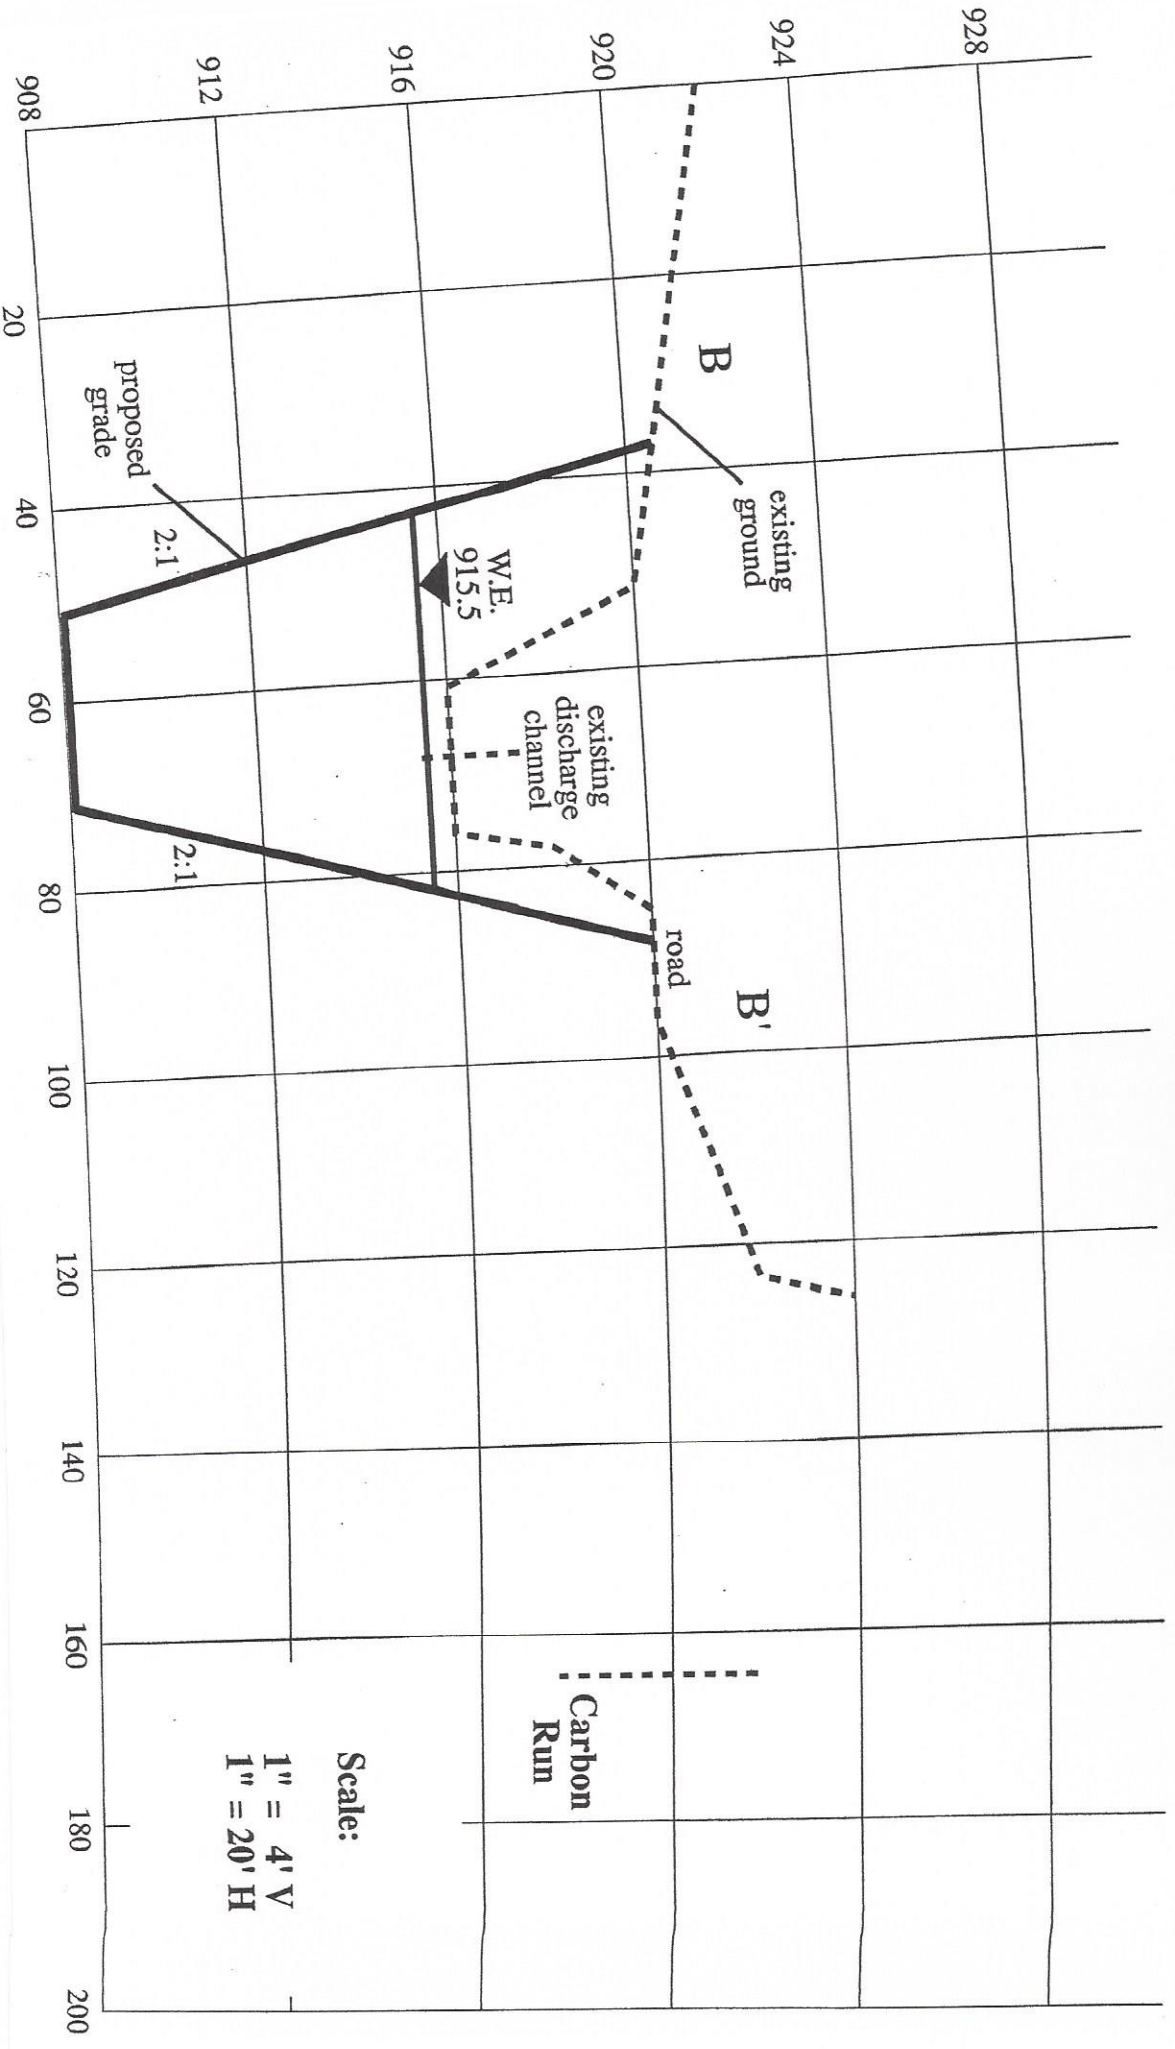 928
924
920
916
912
908
B
existing
ground
B'
road
W.E.
915.5
existing
discharge
channel
proposed
grade
2:1
2:1
Carbon
Run
Scale:
1" = 4' V
1" = 20' H
20
40
60
80
100
120
140
160
180
200